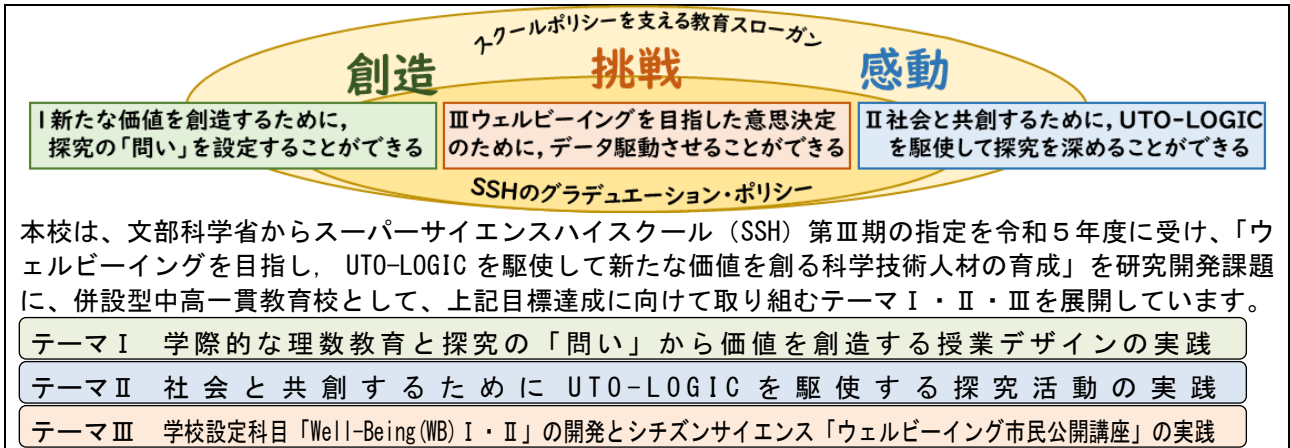 スクールポリシーを支える教育スローガン
創造 挑戦 感動
Ⅰ新たな価値を創造するために,
探究の「問い」を設定することができる
Ⅲウェルビーイングを目指した意思決定
のために,データ駆動させることができる
Ⅱ社会と共創するために,UTO-LOGIC
を駆使して探究を深めることができる
SSHのグラデュエーション・ポリシー
本校は、文部科学省からスーパーサイエンスハイスクール（SSH）第Ⅲ期の指定を令和５年度に受け、「ウ
ェルビーイングを目指し, UTO-LOGIC を駆使して新たな価値を創る科学技術人材の育成」を研究開発課題
に、併設型中高一貫教育校として、上記目標達成に向けて取り組むテーマⅠ・Ⅱ・Ⅲを展開しています。
テーマⅠ 学際的な理数教育と探究の「問い」から価値を創造する授業デザインの実践
テーマⅡ 社会と共創するために UTO-LOGIC を駆使する探究活動の実践
テーマⅢ 学校設定科目「Well-Being(WB)Ⅰ・Ⅱ」の開発とシチズンサイエンス「ウェルビーイング市民公開講座」の実践